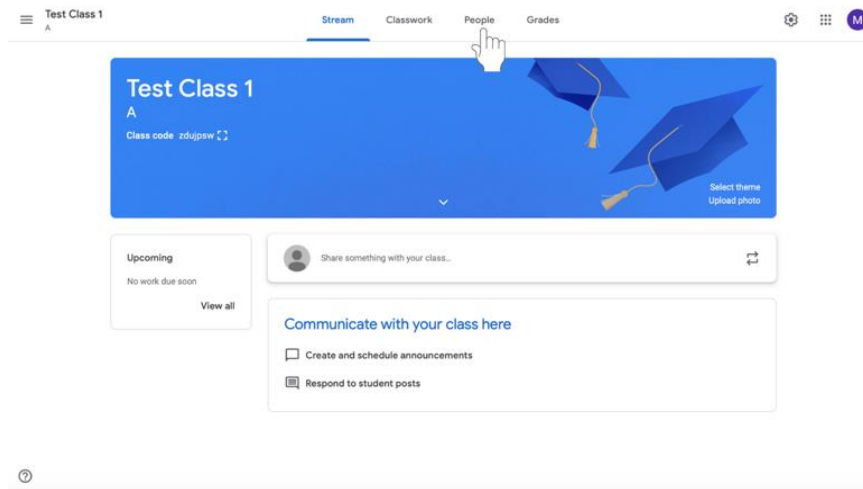 Test Class 1
A
Stream Classwork People Grades
M
Test Class 1
A
Class code zdujpsw
Select theme
Upload photo
Upcoming
No work due soon
View all
Share something with your class...
Communicate with your class here
Create and schedule announcements
Respond to student posts